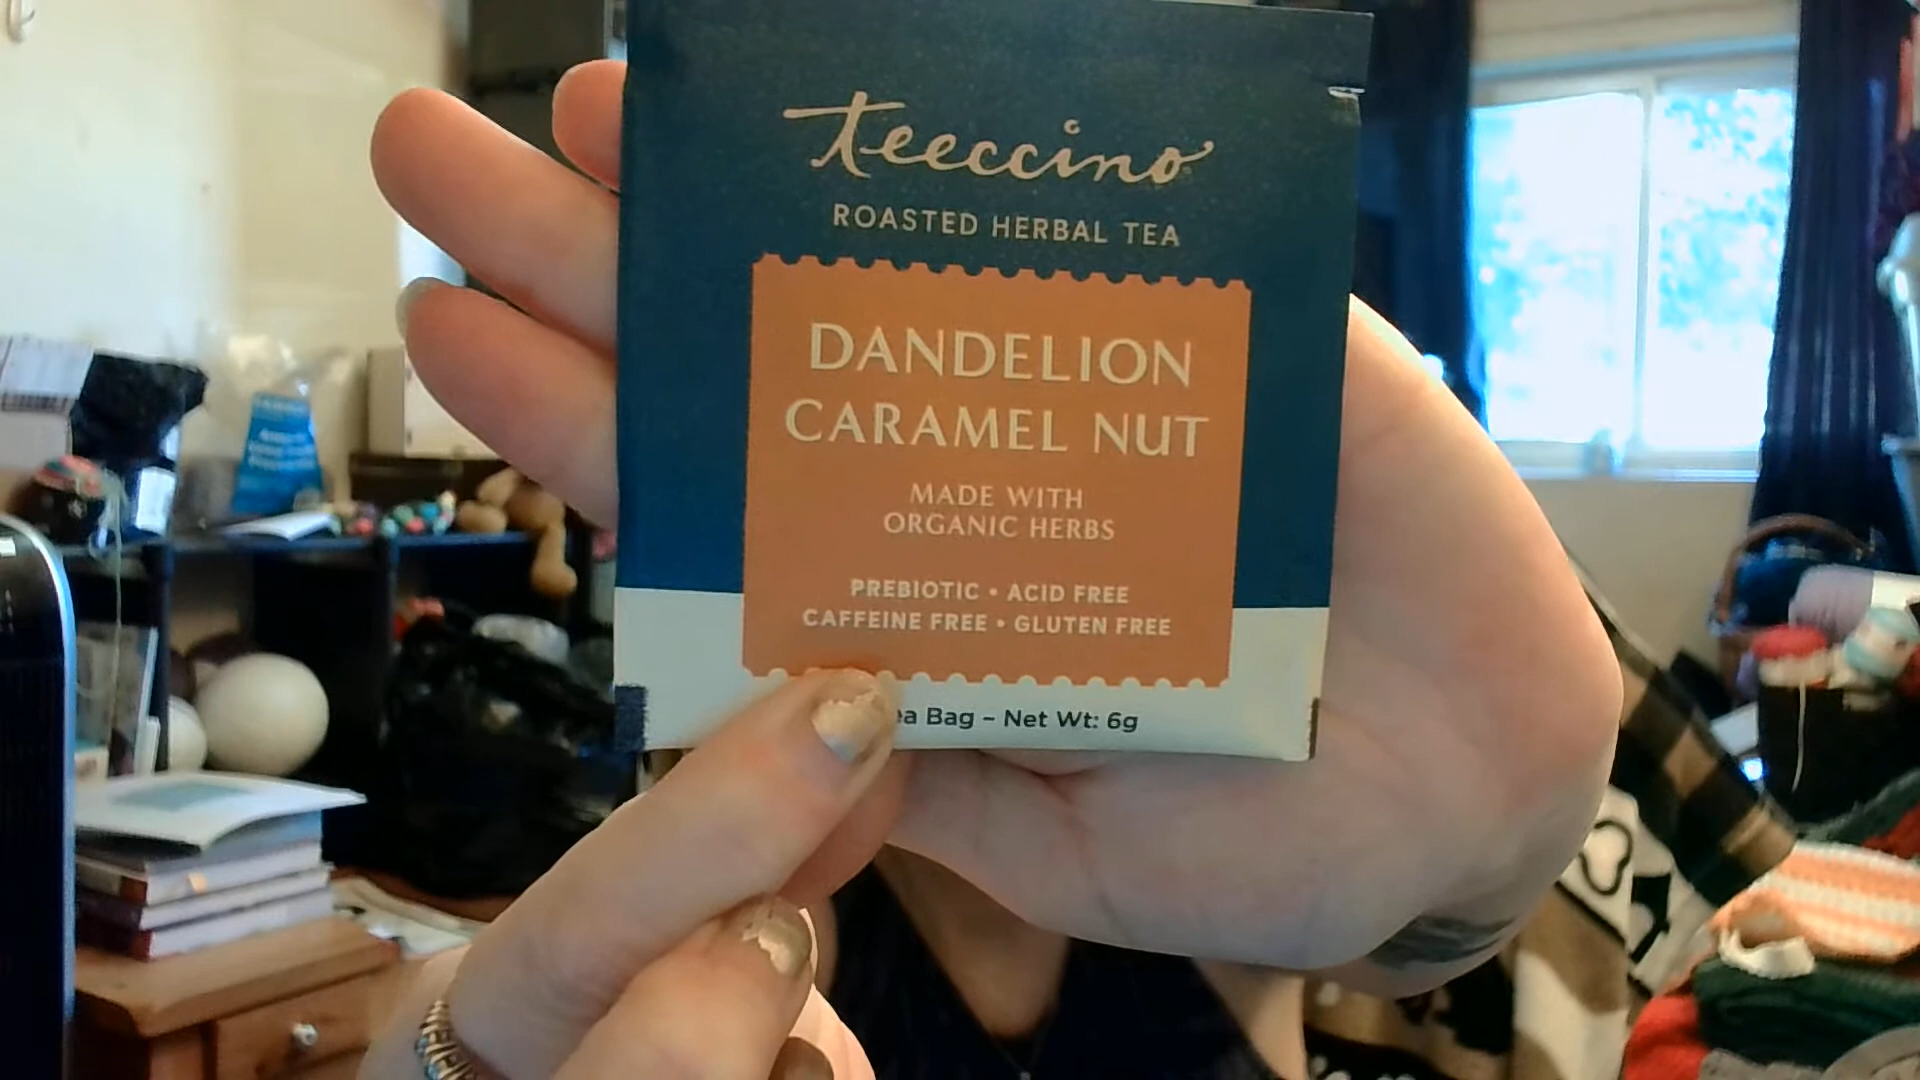 teeccino
ROASTED HERBAL TEA
DANDELION
CARAMEL NUT
MADE WITH
ORGANIC HERBS
PREBIOTIC • ACID FREE
CAFFEINE FREE • GLUTEN FREE
Bag – Net Wt: 6g